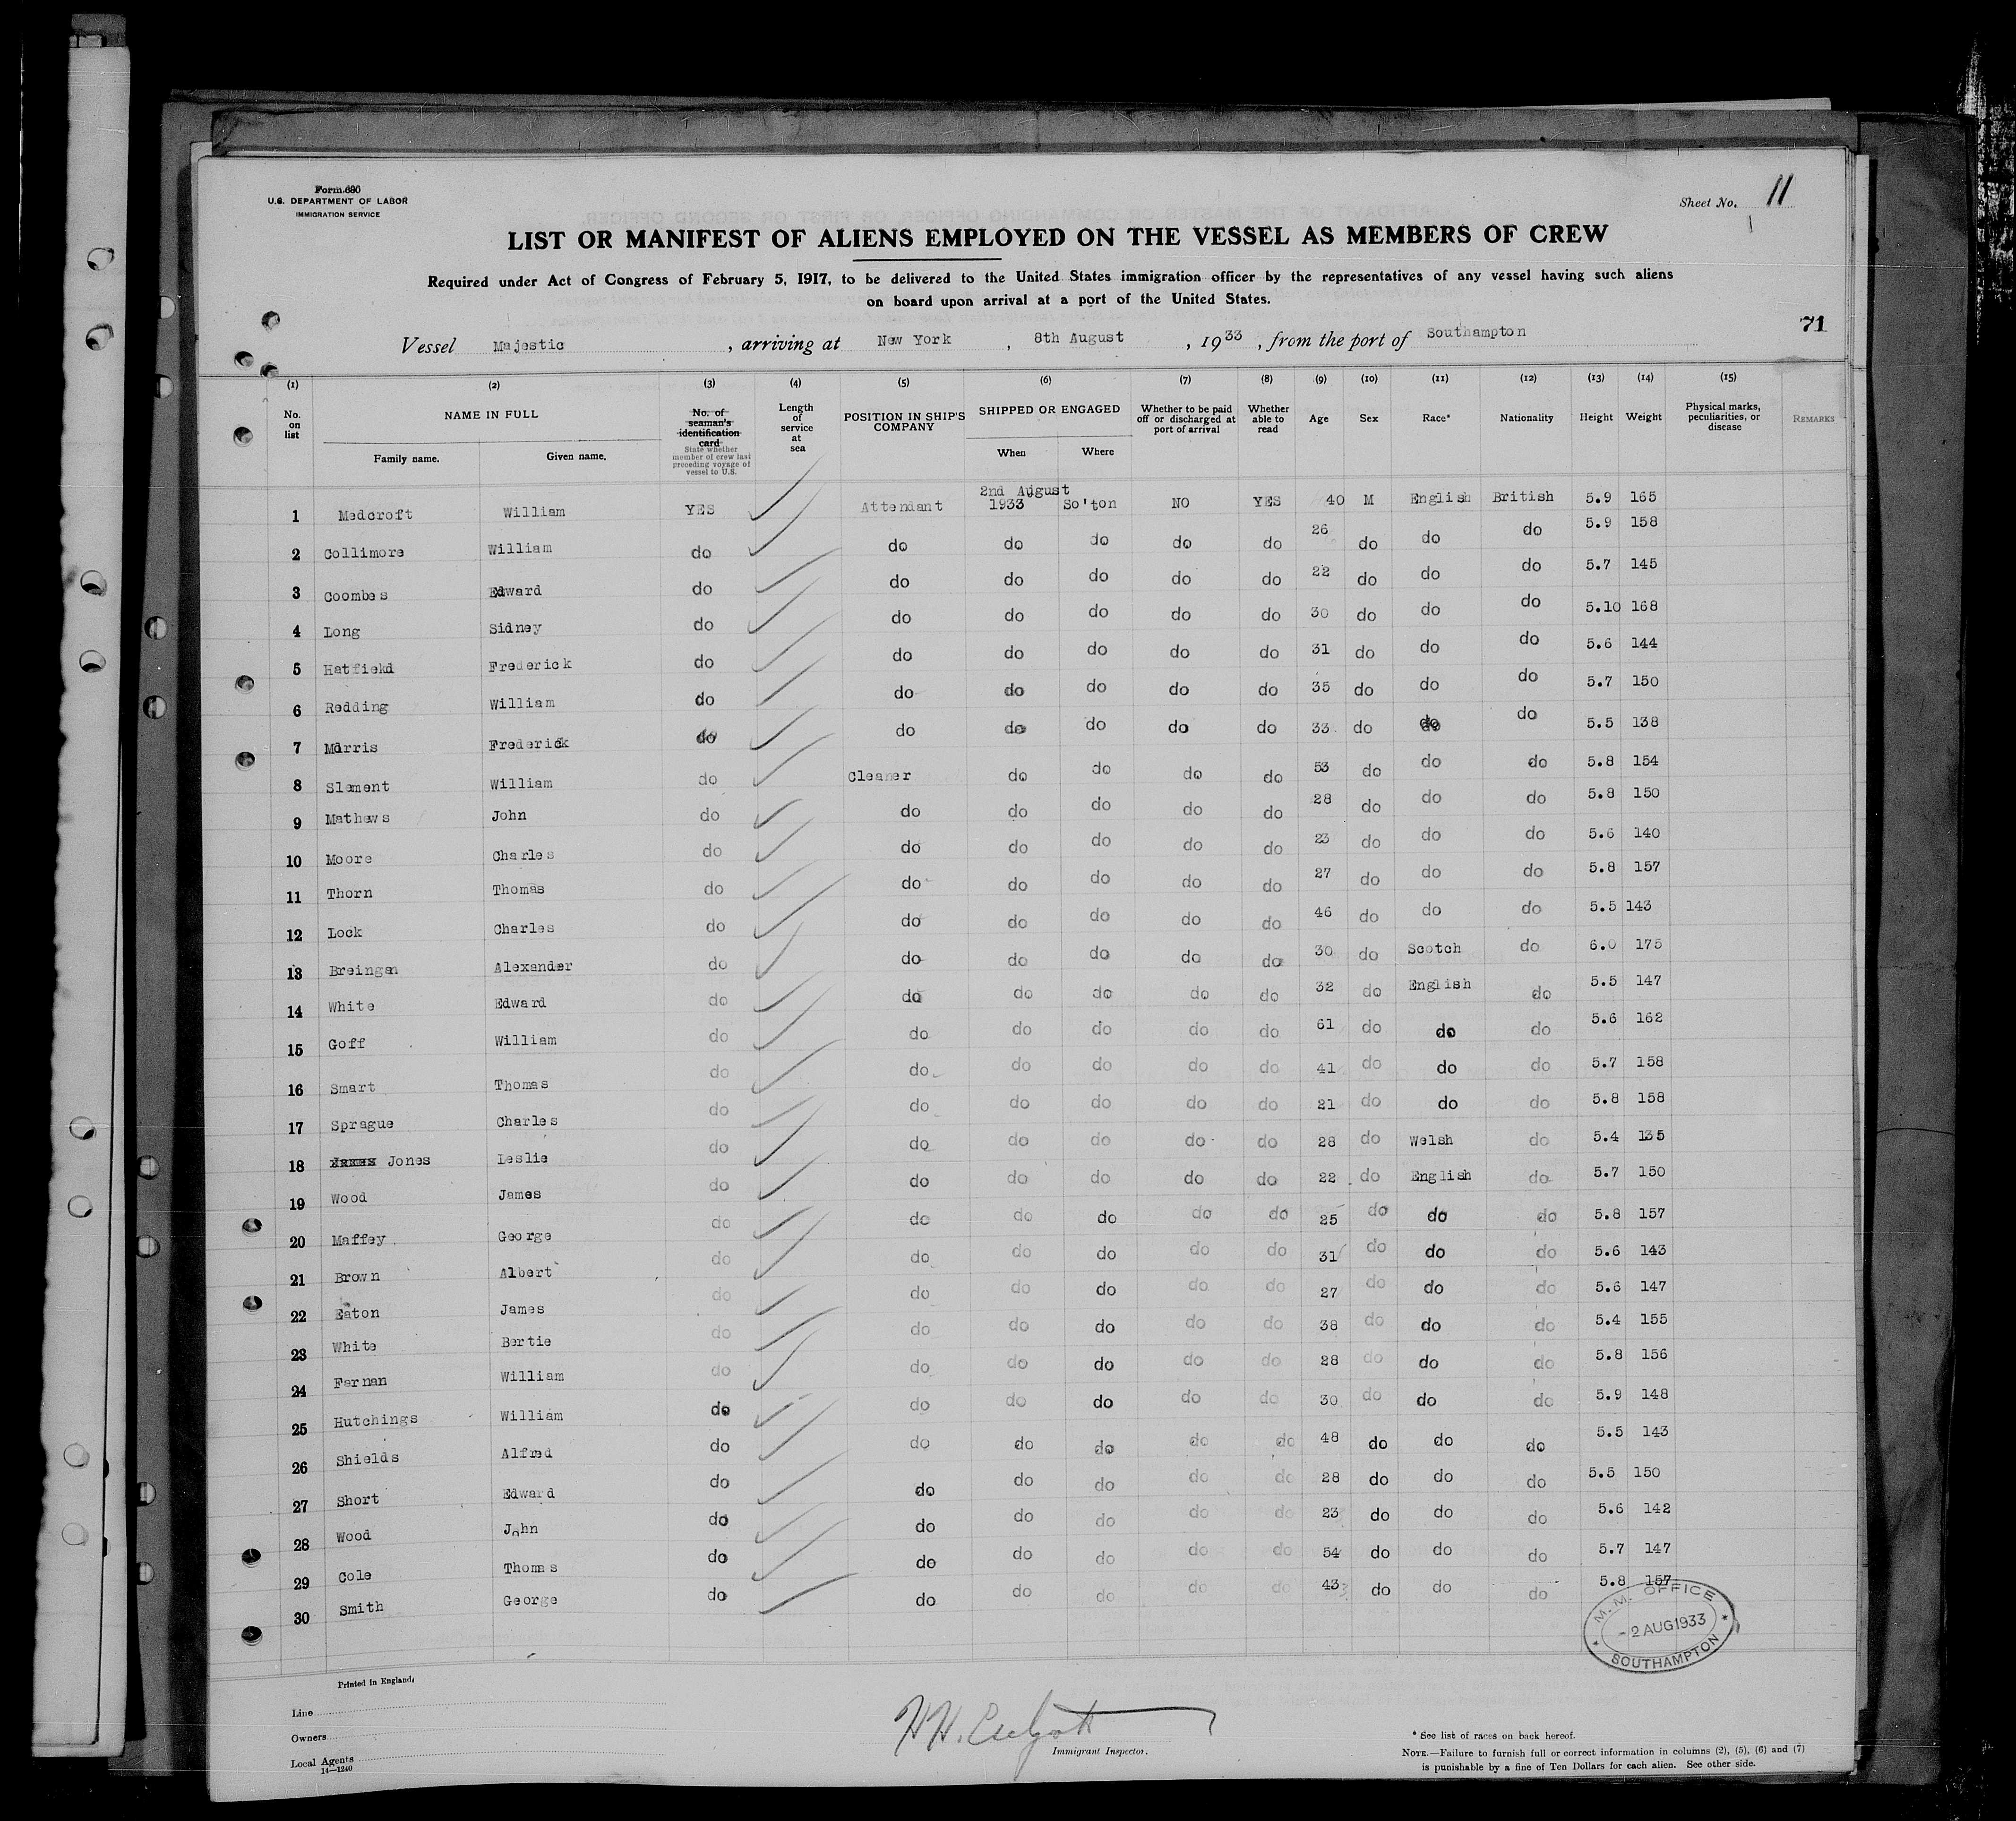 Form 680
U.S. DEPARTMENT OF LABOR
IMMIGRATION SERVICE
Sheet No. 11
LIST OR MANIFEST OF ALIENS EMPLOYED ON THE VESSEL AS MEMBERS OF CREW
Required under Act of Congress of February 5, 1917, to be delivered to the United States immigration officer by the representatives of any vessel having such aliens
on board upon arrival at a port of the United States.
71
Vessel Majestic, arriving at New York, 8th August, 1933, from the port of Southampton
(1) (2) (3) (4) (5) (6) (7) (8) (9) (10) (11) (12) (13) (14) (15)
No. on list NAME IN FULL Family name. Given name. No. of seaman's identification card State whether member of crew last preceding voyage of vessel to U.S. Length of service at sea POSITION IN SHIP'S COMPANY SHIPPED OR ENGAGED When Where Whether to be paid off or discharged at port of arrival Whether able to read Age Sex Race* Nationality Height Weight Physical marks, peculiarities, or disease REMARKS
1 Medcroft William YES Attendant 2nd August 1933 So'ton NO YES 40 M English British 5.9 165
2 Collimore William do do do do do do 26 do do do 5.9 158
3 Coombes Edward do do do do do do 22 do do do 5.7 145
4 Long Sidney do do do do do do 30 do do do 5.10 168
5 Hatfield Frederick do do do do do do 31 do do do 5.6 144
6 Redding William do do do do do do 35 do do do 5.7 150
7 Morris Frederick do do do do do do 33 do do do 5.5 138
8 Slement William do Cleaner do do do do 53 do do do 5.8 154
9 Mathews John do do do do do do 28 do do do 5.8 150
10 Moore Charles do do do do do do 23 do do do 5.6 140
11 Thorn Thomas do do do do do do 27 do do do 5.8 157
12 Lock Charles do do do do do do 46 do do do 5.5 143
13 Breingan Alexander do do do do do do 30 do Scotch do 6.0 175
14 White Edward do do do do do do 32 do English do 5.5 147
15 Goff William do do do do do do 61 do do do 5.6 162
16 Smart Thomas do do do do do do 41 do do do 5.7 158
17 Sprague Charles do do do do do do 21 do do do 5.8 158
18 Jones Leslie do do do do do do 28 do Welsh do 5.4 135
19 Wood James do do do do do do 22 do English do 5.7 150
20 Maffey George do do do do do do 25 do do do 5.8 157
21 Brown Albert do do do do do do 31 do do do 5.6 143
22 Eaton James do do do do do do 27 do do do 5.6 147
23 White Bertie do do do do do do 38 do do do 5.4 155
24 Fernan William do do do do do do 28 do do do 5.8 156
25 Hutchings William do do do do do do 30 do do do 5.9 148
26 Shields Alfred do do do do do do 48 do do do 5.5 143
27 Short Edward do do do do do do 28 do do do 5.5 150
28 Wood John do do do do do do 23 do do do 5.6 142
29 Cole Thomas do do do do do do 54 do do do 5.7 147
30 Smith George do do do do do do 43 do do do 5.8 157
M. M. OFFICE
- 2 AUG 1933
SOUTHAMPTON
Printed in England.
Line
Owners
Local Agents
14—1240
H.H.
Immigrant Inspector.
* See list of races on back hereof.
NOTE.—Failure to furnish full or correct information in columns (2), (5), (6) and (7)
is punishable by a fine of Ten Dollars for each alien. See other side.